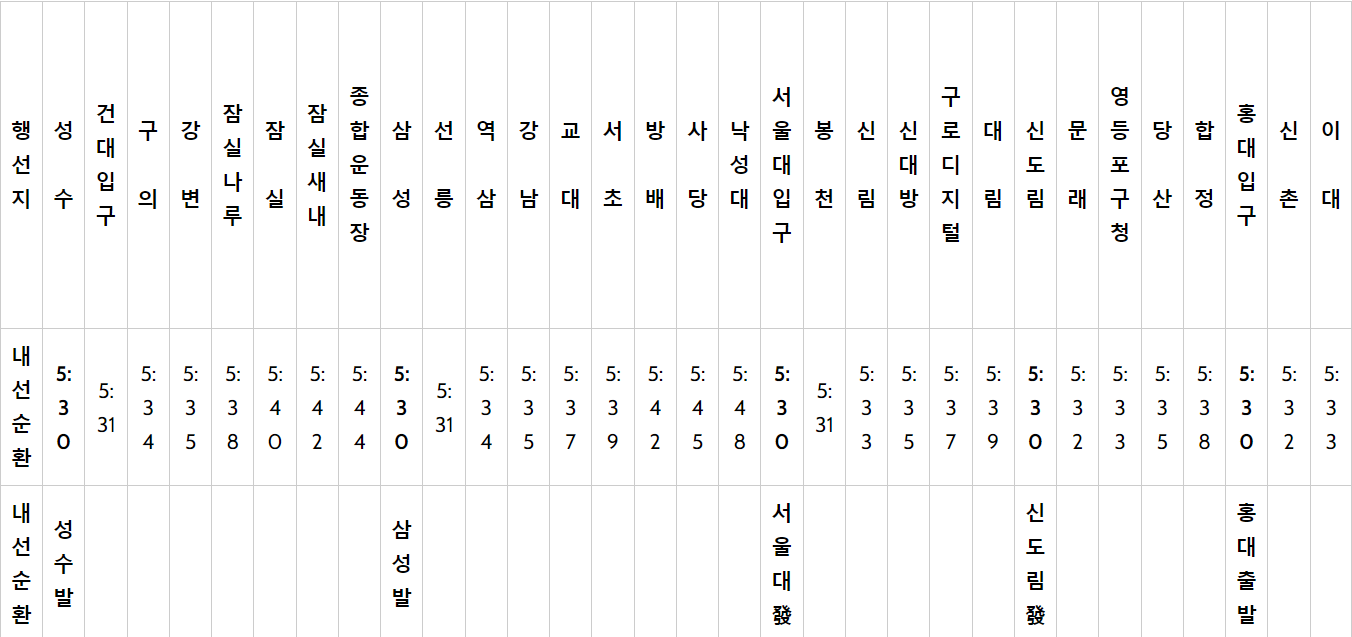 행선지 성수 건대입구 구의 강변 잠실나루 잠실 잠실새내 종합운동장 삼성 선릉 역삼 강남 교대 서초 방배 사당 낙성대 서울대입구 봉천 신림 신대방 구로디지털 대림 신도림 문래 영등포구청 당산 합정 홍대입구 신촌 이대
내선순환 5:30 5:31 5:34 5:35 5:38 5:40 5:42 5:44 5:30 5:31 5:34 5:35 5:37 5:39 5:42 5:45 5:48 5:30 5:31 5:33 5:35 5:37 5:39 5:30 5:32 5:33 5:35 5:38 5:30 5:32 5:33
내선순환 성수발 삼성발 서울대發 신도림發 홍대출발